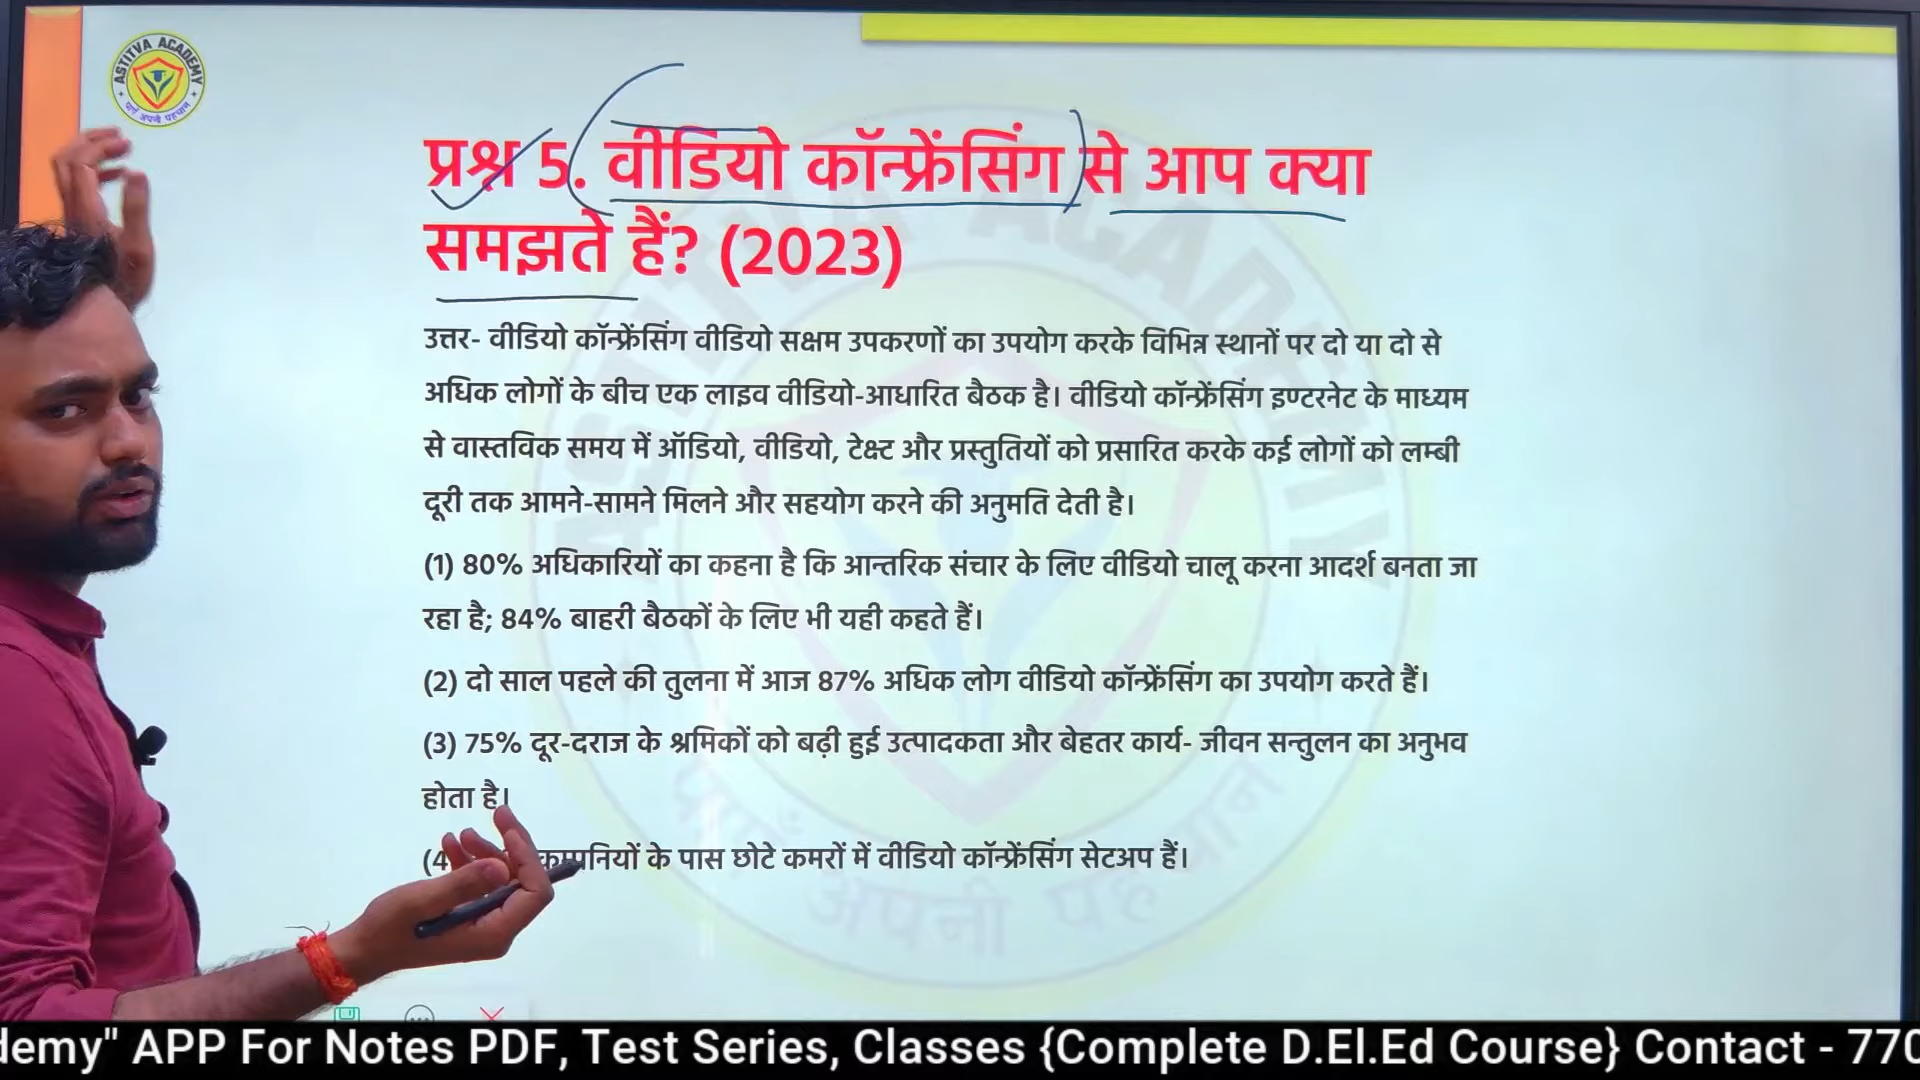 ASTITVA ACADEMY
प्रश्न 5. वीडियो कॉन्फ्रेंसिंग से आप क्या
समझते हैं? (2023)
उत्तर- वीडियो कॉन्फ्रेंसिंग वीडियो सक्षम उपकरणों का उपयोग करके विभिन्न स्थानों पर दो या दो से
अधिक लोगों के बीच एक लाइव वीडियो-आधारित बैठक है। वीडियो कॉन्फ्रेंसिंग इण्टरनेट के माध्यम
से वास्तविक समय में ऑडियो, वीडियो, टेक्ष्ट और प्रस्तुतियों को प्रसारित करके कई लोगों को लम्बी
दूरी तक आमने-सामने मिलने और सहयोग करने की अनुमति देती है।
(1) 80% अधिकारियों का कहना है कि आन्तरिक संचार के लिए वीडियो चालू करना आदर्श बनता जा
रहा है; 84% बाहरी बैठकों के लिए भी यही कहते हैं।
(2) दो साल पहले की तुलना में आज 87% अधिक लोग वीडियो कॉन्फ्रेंसिंग का उपयोग करते हैं।
(3) 75% दूर-दराज के श्रमिकों को बढ़ी हुई उत्पादकता और बेहतर कार्य- जीवन सन्तुलन का अनुभव
होता है।
(4 कम्पनियों के पास छोटे कमरों में वीडियो कॉन्फ्रेंसिंग सेटअप हैं।
demy" APP For Notes PDF, Test Series, Classes {Complete D.El.Ed Course} Contact - 770